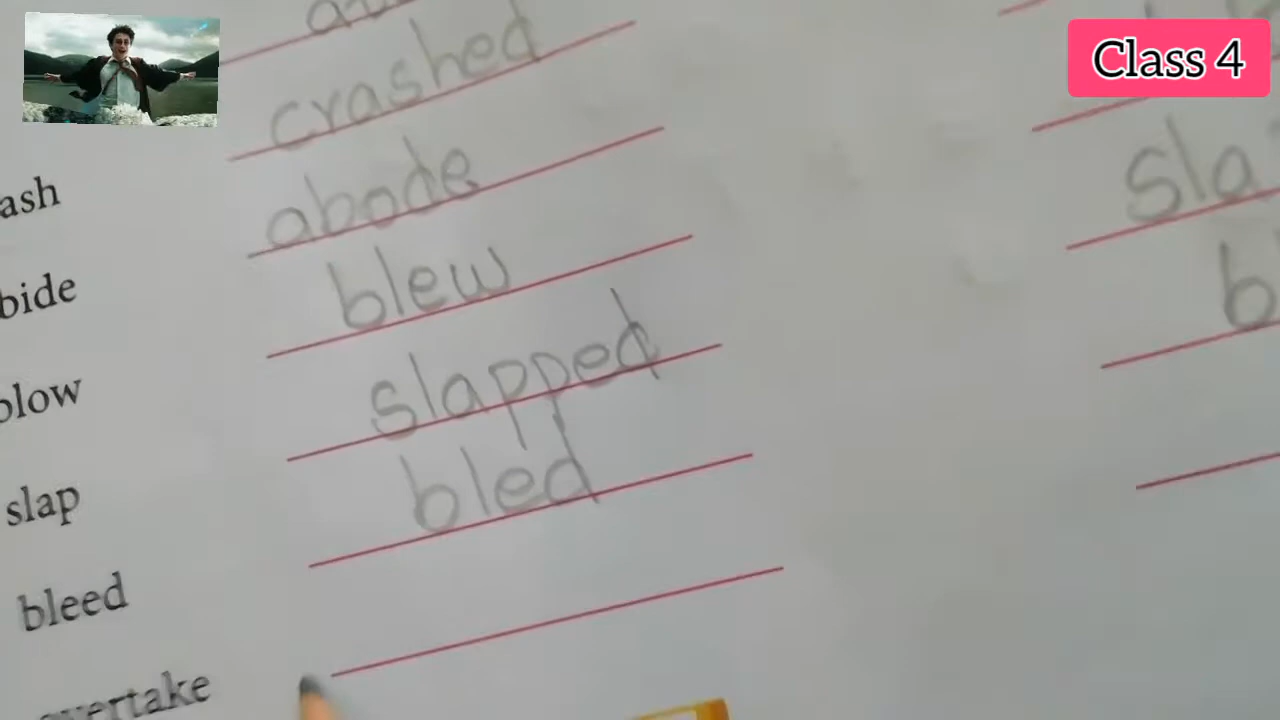 Class 4
crashed
ash abode
bide blew
blow slapped sla
slap bled b
bleed
overtake